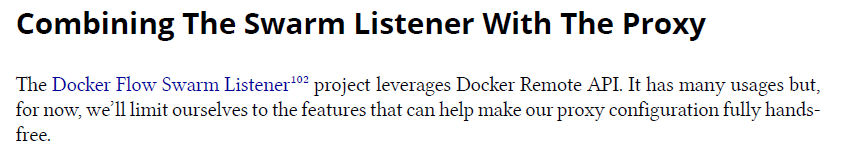 Combining The Swarm Listener With The Proxy
The Docker Flow Swarm Listener¹⁰² project leverages Docker Remote API. It has many usages but,
for now, we’ll limit ourselves to the features that can help make our proxy configuration fully hands-
free.